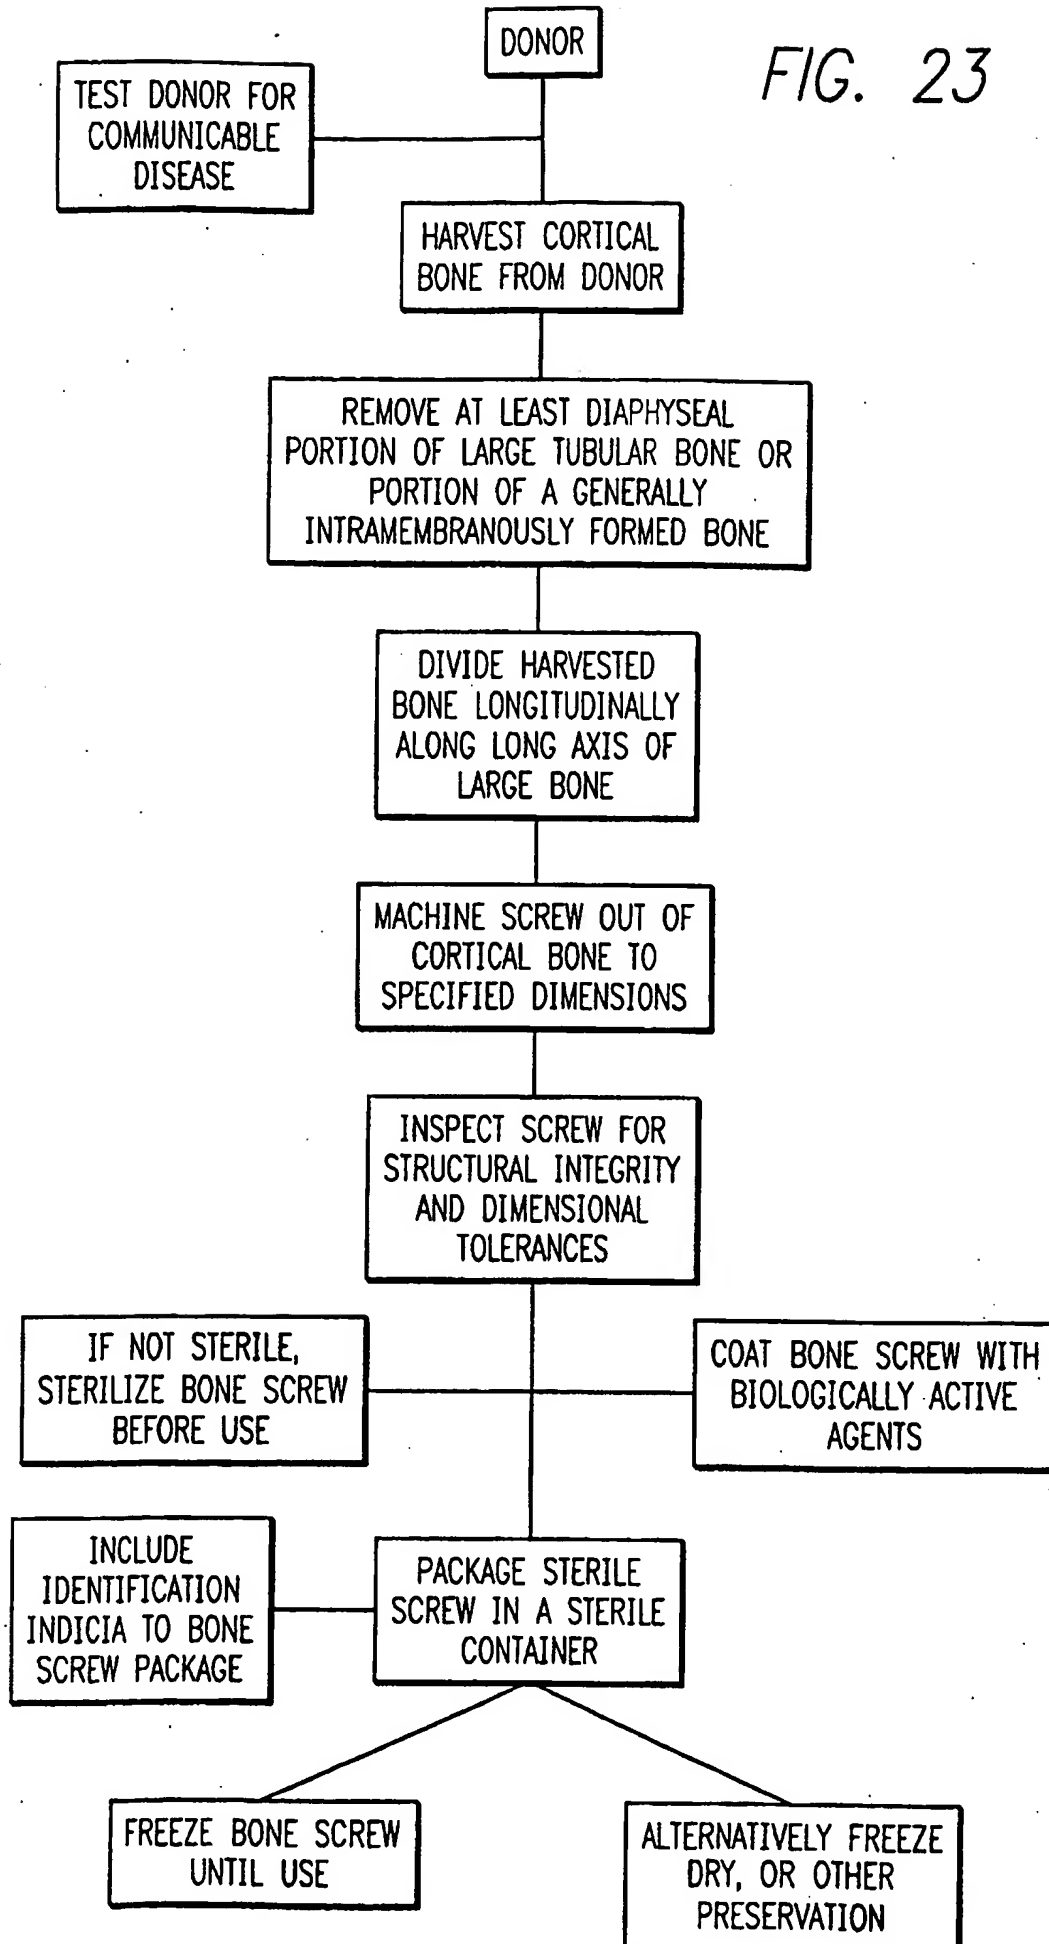 DONOR
FIG. 23
TEST DONOR FOR
COMMUNICABLE
DISEASE
HARVEST CORTICAL
BONE FROM DONOR
REMOVE AT LEAST DIAPHYSEAL
PORTION OF LARGE TUBULAR BONE OR
PORTION OF A GENERALLY
INTRAMEMBRANOUSLY FORMED BONE
DIVIDE HARVESTED
BONE LONGITUDINALLY
ALONG LONG AXIS OF
LARGE BONE
MACHINE SCREW OUT OF
CORTICAL BONE TO
SPECIFIED DIMENSIONS
INSPECT SCREW FOR
STRUCTURAL INTEGRITY
AND DIMENSIONAL
TOLERANCES
IF NOT STERILE,
STERILIZE BONE SCREW
BEFORE USE
COAT BONE SCREW WITH
BIOLOGICALLY ACTIVE
AGENTS
INCLUDE
IDENTIFICATION
INDICIA TO BONE
SCREW PACKAGE
PACKAGE STERILE
SCREW IN A STERILE
CONTAINER
FREEZE BONE SCREW
UNTIL USE
ALTERNATIVELY FREEZE
DRY, OR OTHER
PRESERVATION